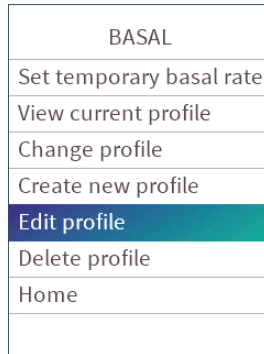 BASAL
Set temporary basal rate
View current profile
Change profile
Create new profile
Edit profile
Delete profile
Home